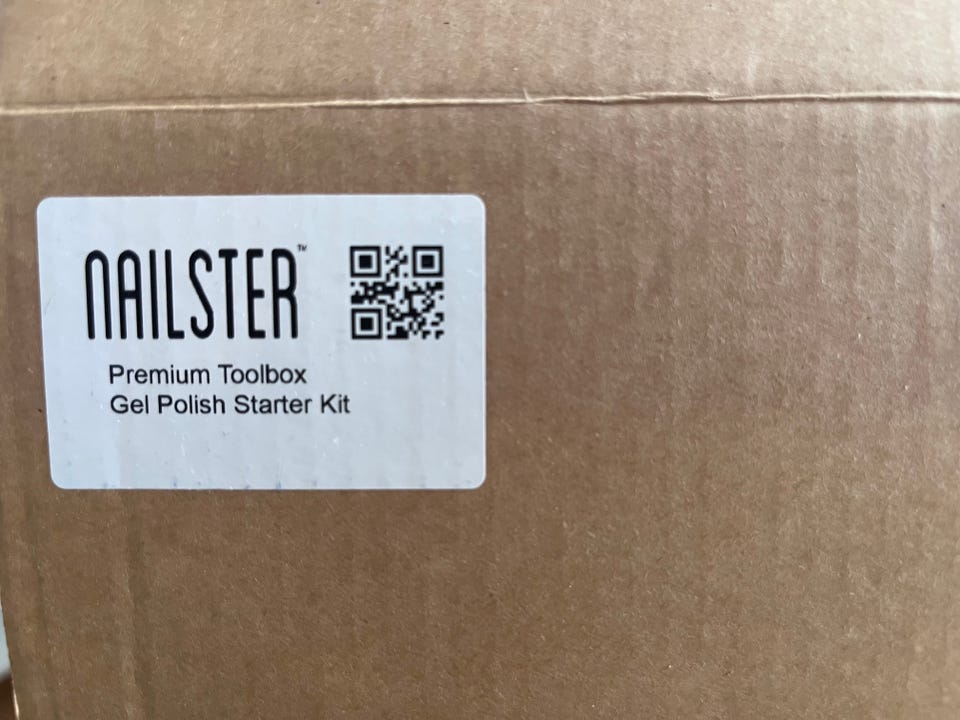 NAILSTER™
Premium Toolbox
Gel Polish Starter Kit